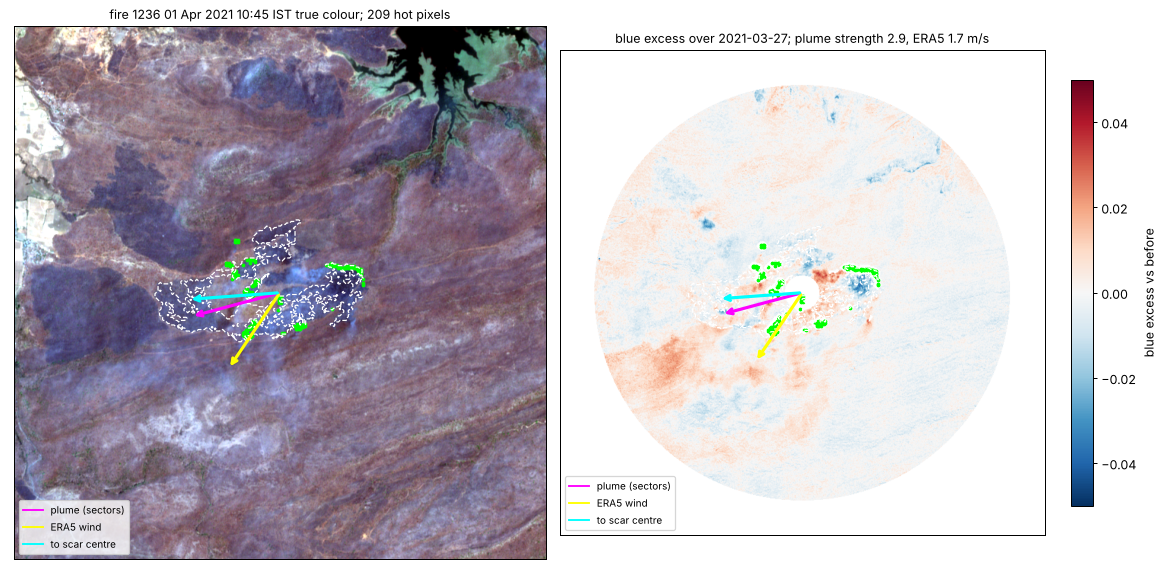 fire 1236 01 Apr 2021 10:45 IST true colour; 209 hot pixels
plume (sectors)
ERA5 wind
to scar centre
blue excess over 2021-03-27; plume strength 2.9, ERA5 1.7 m/s
plume (sectors)
ERA5 wind
to scar centre
0.04
0.02
0.00
−0.02
−0.04
blue excess vs before